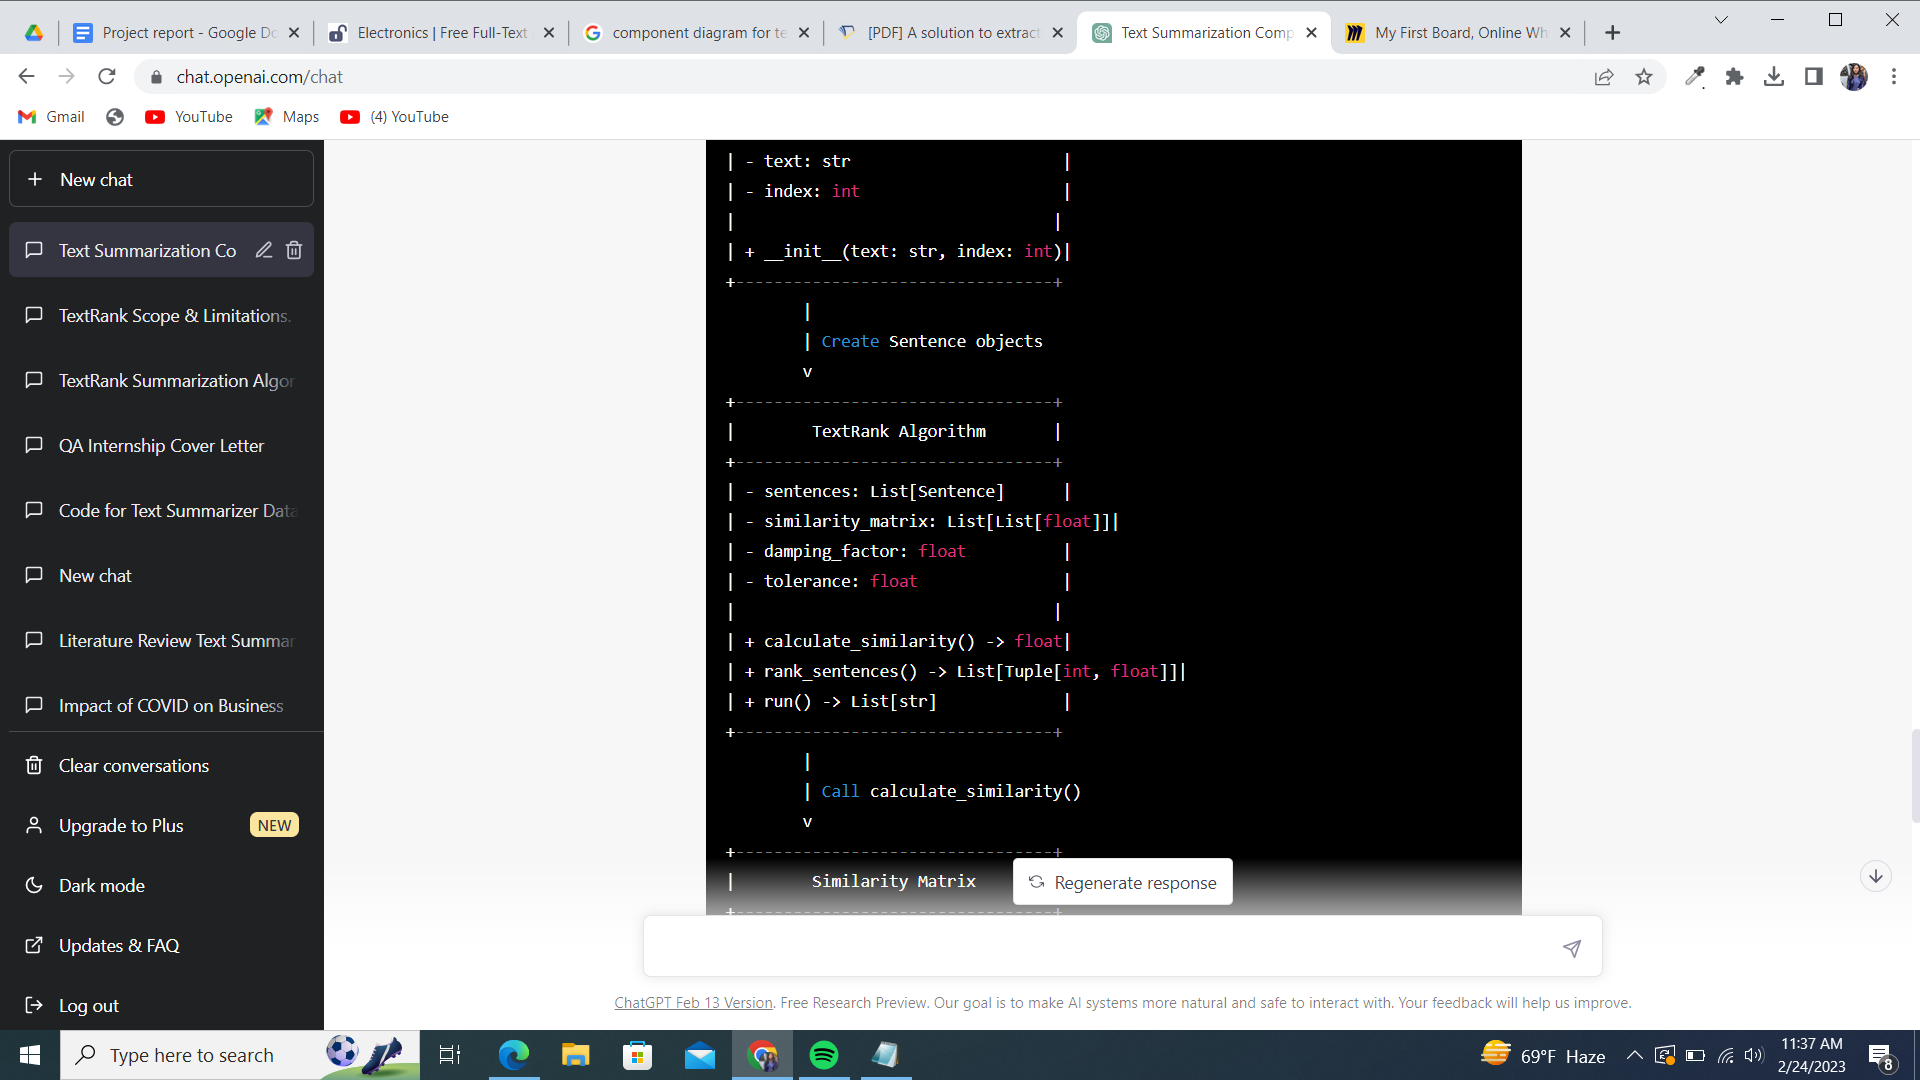 Project report - Google Do
Electronics | Free Full-Text
component diagram for te
[PDF] A solution to extract
Text Summarization Comp
My First Board, Online Wh
chat.openai.com/chat
Gmail
YouTube
Maps
(4) YouTube
+ New chat
Text Summarization Co
TextRank Scope & Limitations.
TextRank Summarization Algor
QA Internship Cover Letter
Code for Text Summarizer Data
New chat
Literature Review Text Summar
Impact of COVID on Business
Clear conversations
Upgrade to Plus NEW
Dark mode
Updates & FAQ
Log out
| - text: str |
| - index: int |
| |
| + __init__(text: str, index: int)|
+---------------------------------+
|
| Create Sentence objects
v
+---------------------------------+
| TextRank Algorithm |
+---------------------------------+
| - sentences: List[Sentence] |
| - similarity_matrix: List[List[float]]|
| - damping_factor: float |
| - tolerance: float |
| |
| + calculate_similarity() -> float|
| + rank_sentences() -> List[Tuple[int, float]]|
| + run() -> List[str] |
+---------------------------------+
|
| Call calculate_similarity()
v
+---------------------------------+
| Similarity Matrix
+---------------------------------+
Regenerate response
ChatGPT Feb 13 Version. Free Research Preview. Our goal is to make AI systems more natural and safe to interact with. Your feedback will help us improve.
Type here to search
69°F Haze
11:37 AM
2/24/2023
8